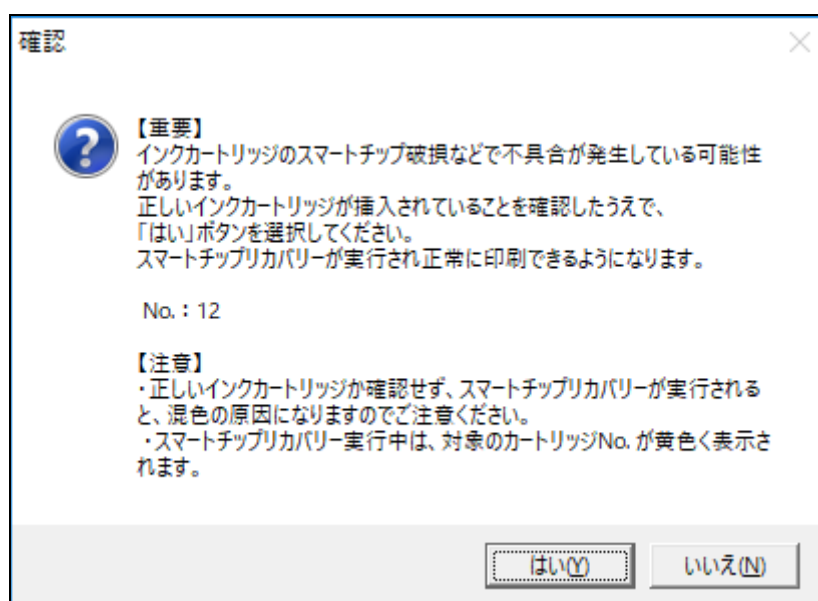 確認
【重要】
インクカートリッジのスマートチップ破損などで不具合が発生している可能性
があります。
正しいインクカートリッジが挿入されていることを確認したうえで、
「はい」ボタンを選択してください。
スマートチップリカバリーが実行され正常に印刷できるようになります。
No.：12
【注意】
・正しいインクカートリッジか確認せず、スマートチップリカバリーが実行される
と、混色の原因になりますのでご注意ください。
・スマートチップリカバリー実行中は、対象のカートリッジNo. が黄色く表示さ
れます。
はい(Y) いいえ(N)